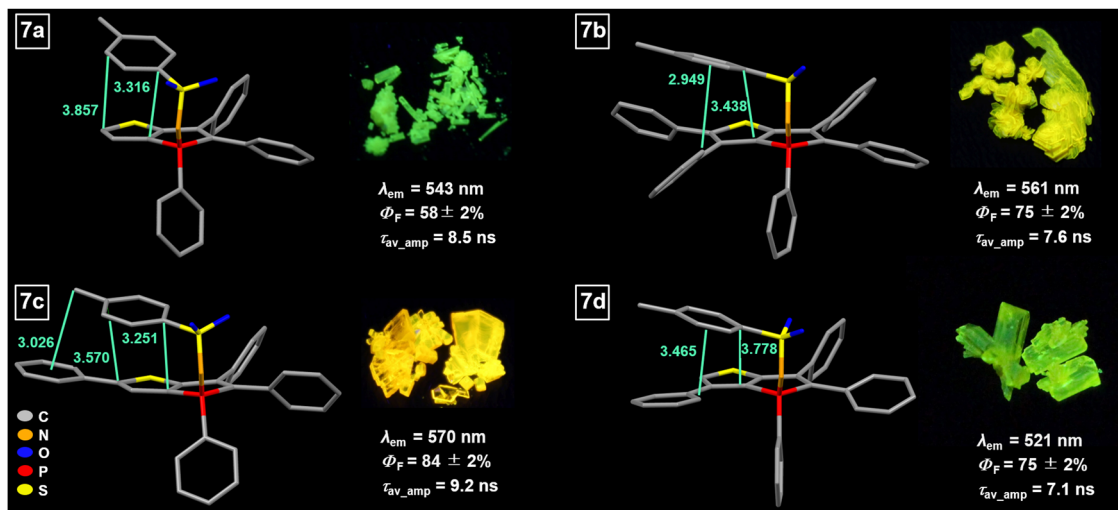 7a
3.316
3.857
λem = 543 nm
ΦF = 58 ± 2%
τav_amp = 8.5 ns
7b
2.949
3.438
λem = 561 nm
ΦF = 75 ± 2%
τav_amp = 7.6 ns
7c
3.026
3.570
3.251
λem = 570 nm
ΦF = 84 ± 2%
τav_amp = 9.2 ns
C
N
O
P
S
7d
3.465
3.778
λem = 521 nm
ΦF = 75 ± 2%
τav_amp = 7.1 ns